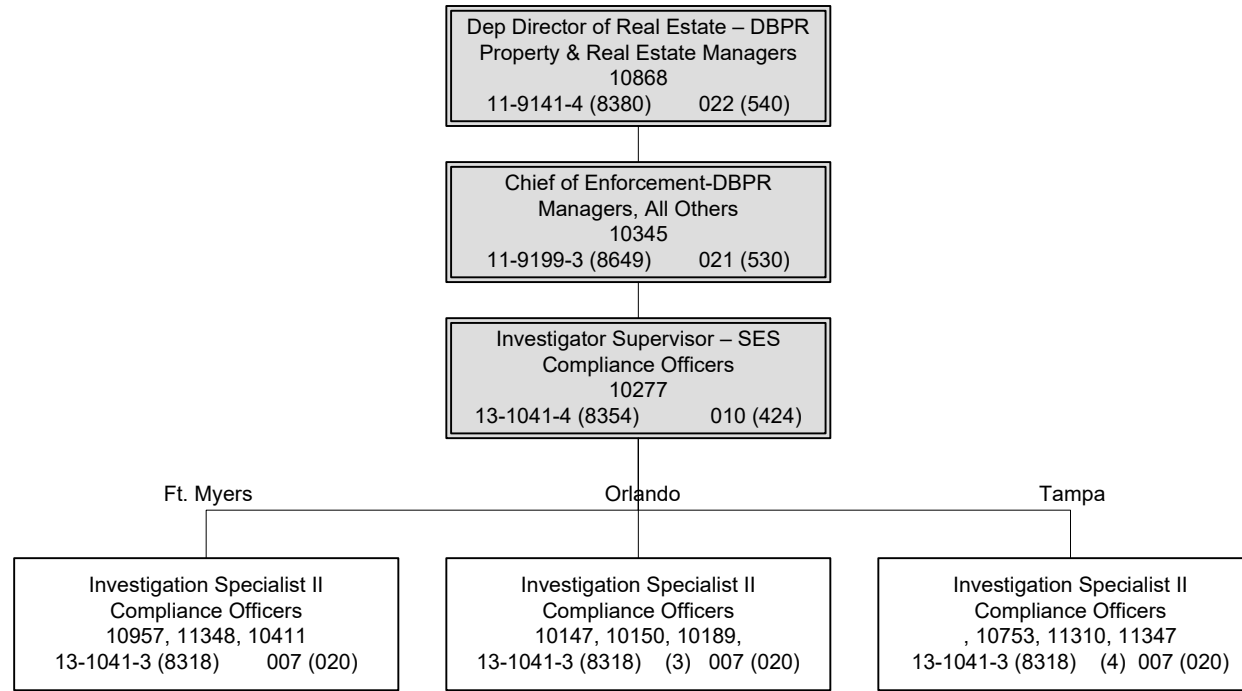 Dep Director of Real Estate – DBPR
Property & Real Estate Managers
10868
11-9141-4 (8380) 022 (540)
Chief of Enforcement-DBPR
Managers, All Others
10345
11-9199-3 (8649) 021 (530)
Investigator Supervisor – SES
Compliance Officers
10277
13-1041-4 (8354) 010 (424)
Ft. Myers
Investigation Specialist II
Compliance Officers
10957, 11348, 10411
13-1041-3 (8318) 007 (020)
Orlando
Investigation Specialist II
Compliance Officers
10147, 10150, 10189,
13-1041-3 (8318) (3) 007 (020)
Tampa
Investigation Specialist II
Compliance Officers
, 10753, 11310, 11347
13-1041-3 (8318) (4) 007 (020)